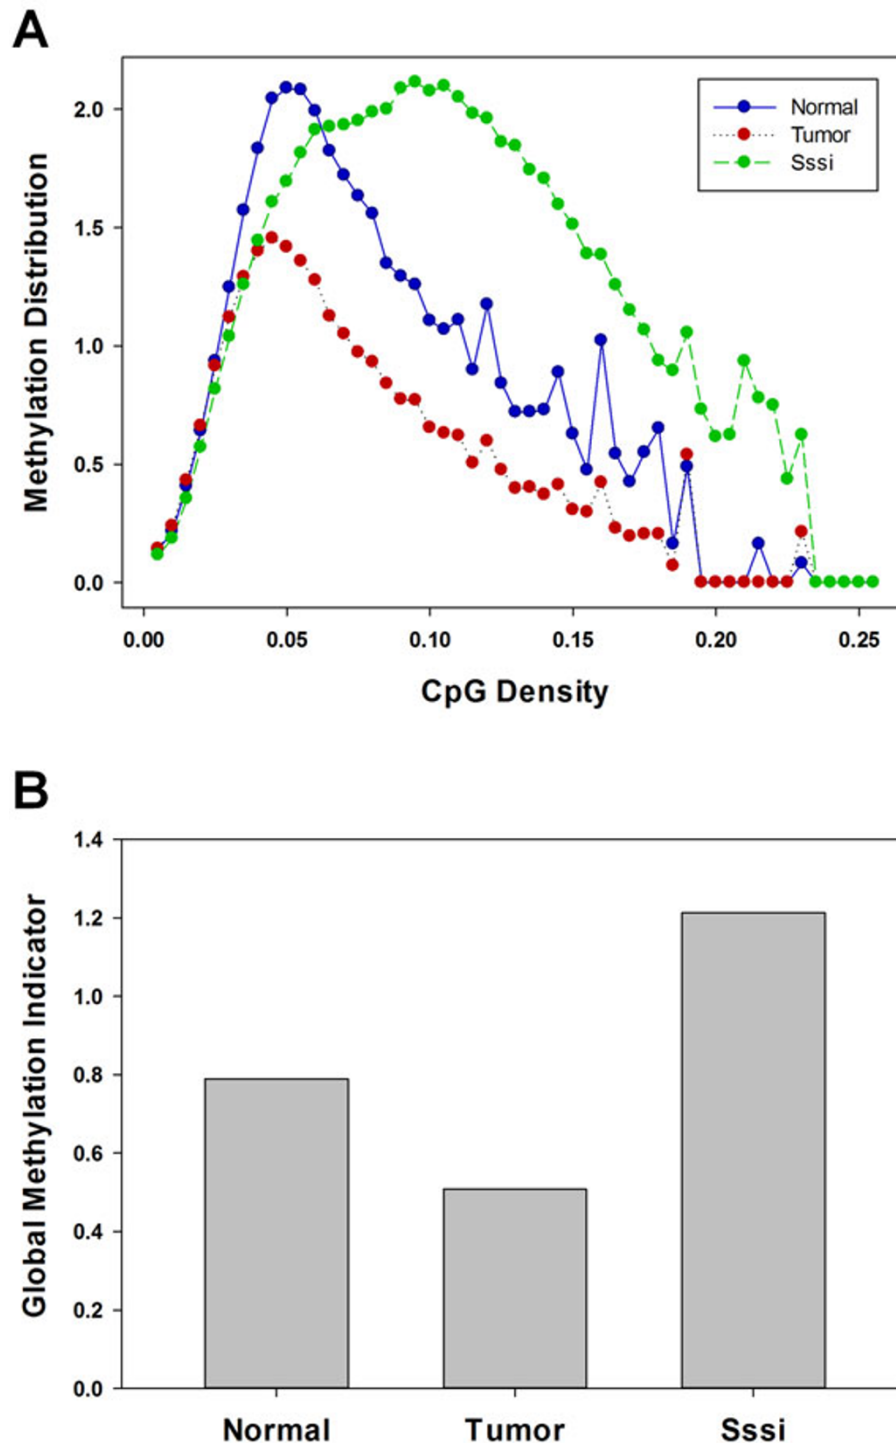 A
Methylation Distribution
2.0
1.5
1.0
0.5
0.0
Normal
Tumor
Sssi
0.00 0.05 0.10 0.15 0.20 0.25
CpG Density
B
Global Methylation Indicator
1.4
1.2
1.0
0.8
0.6
0.4
0.2
0.0
Normal Tumor Sssi